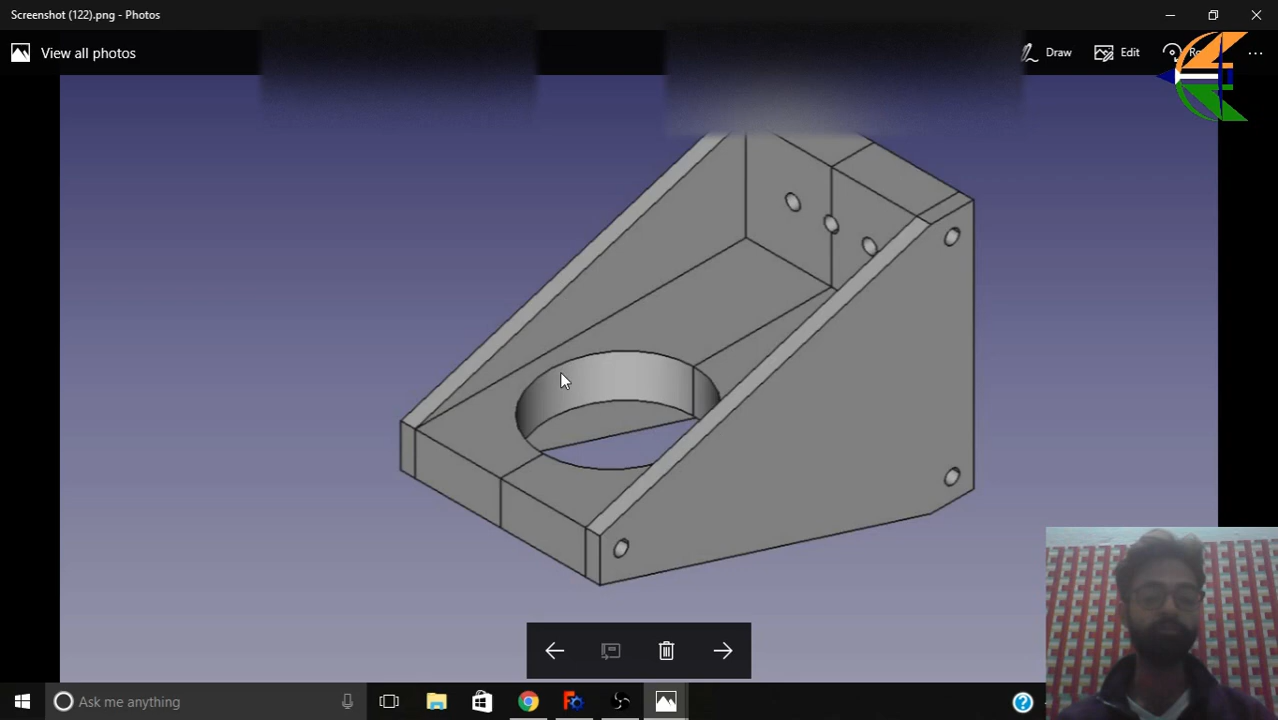 Screenshot (122).png - Photos
View all photos
Draw
Edit
Ask me anything